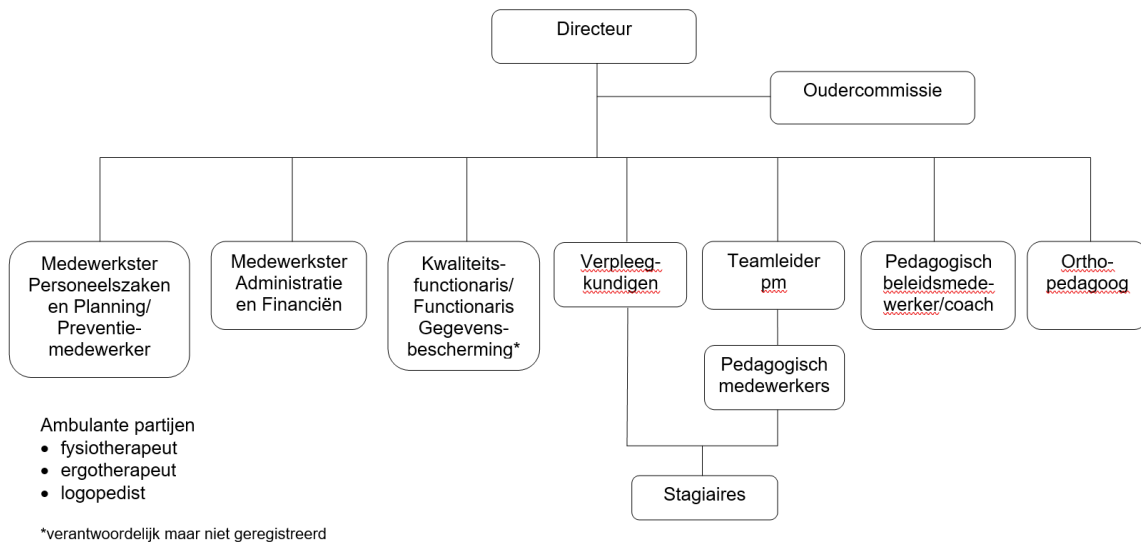 Directeur
Oudercommissie
Medewerkster
Personeelszaken
en Planning/
Preventie-
medewerker
Medewerkster
Administratie
en Financiën
Kwaliteits-
functionaris/
Functionaris
Gegevens-
bescherming*
Verpleeg-
kundigen
Teamleider
pm
Pedagogisch
beleidsmede-
werker/coach
Ortho-
pedagoog
Pedagogisch
medewerkers
Stagiaires
Ambulante partijen
• fysiotherapeut
• ergotherapeut
• logopedist
*verantwoordelijk maar niet geregistreerd